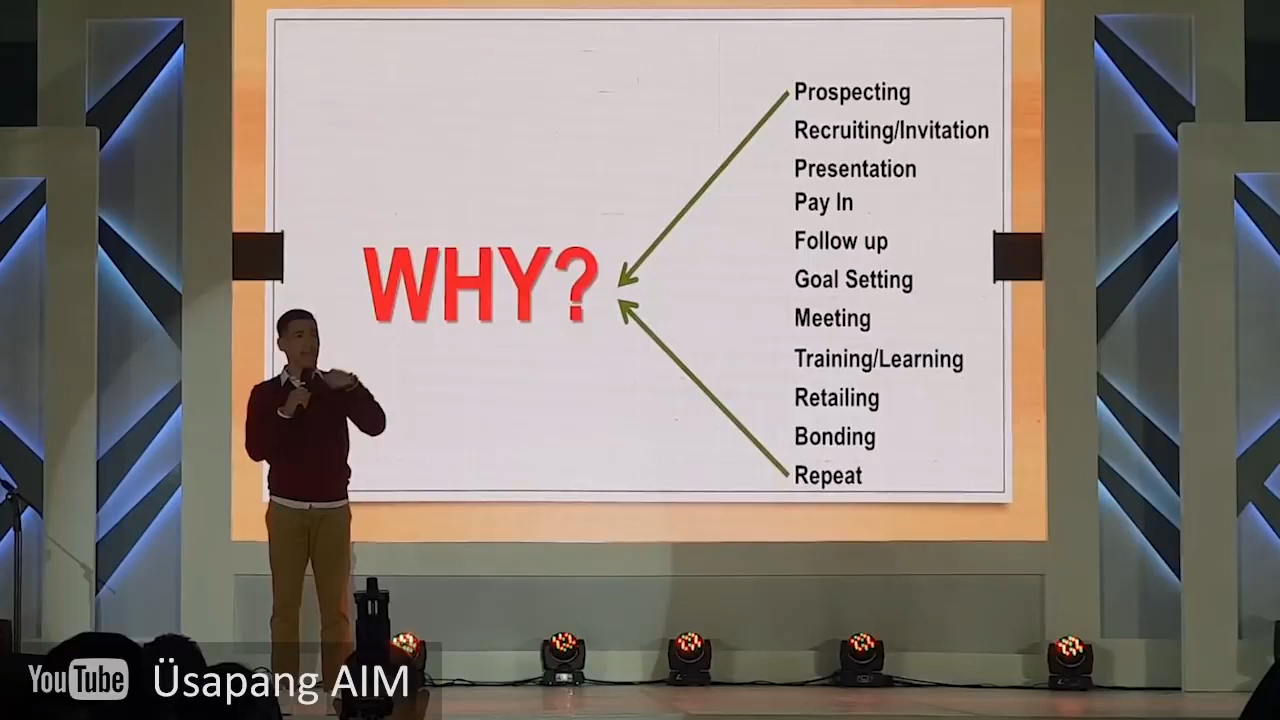 WHY?
Prospecting
Recruiting/Invitation
Presentation
Pay In
Follow up
Goal Setting
Meeting
Training/Learning
Retailing
Bonding
Repeat
YouTube Üsapang AIM